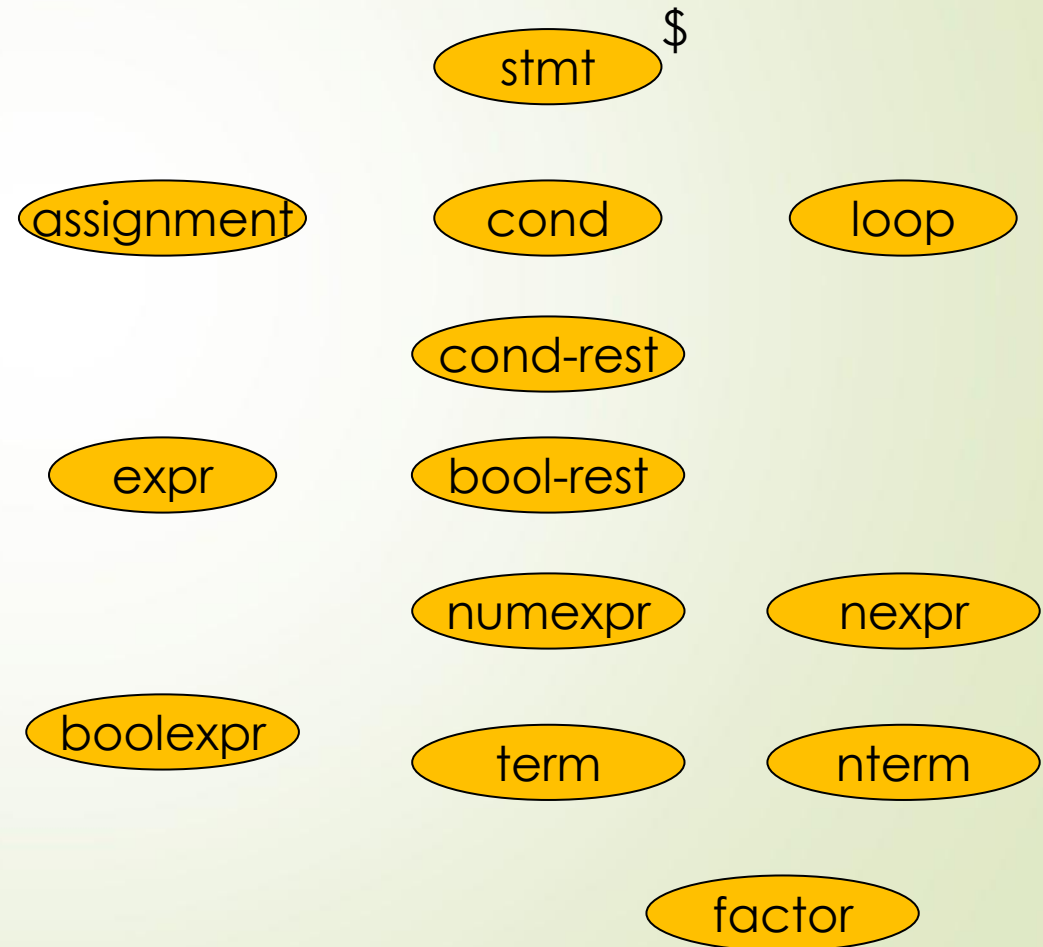 $
stmt
assignment
cond
loop
cond-rest
expr
bool-rest
numexpr
nexpr
boolexpr
term
nterm
factor